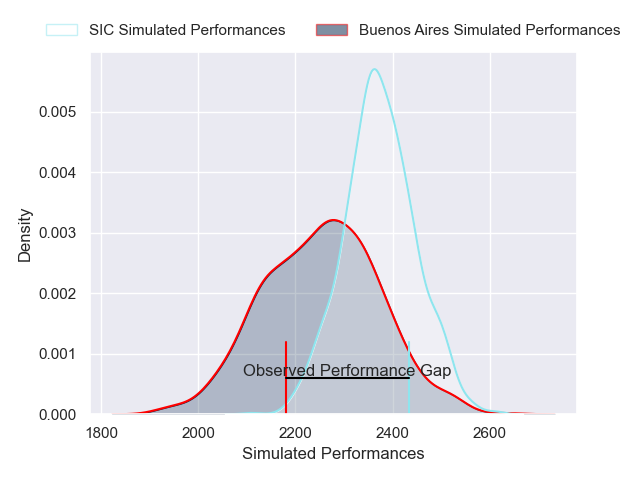 SIC Simulated Performances Buenos Aires Simulated Performances
0.005
0.004
0.003
0.002
0.001
0.000
Density
Observed Performance Gap
1800 2000 2200 2400 2600
Simulated Performances